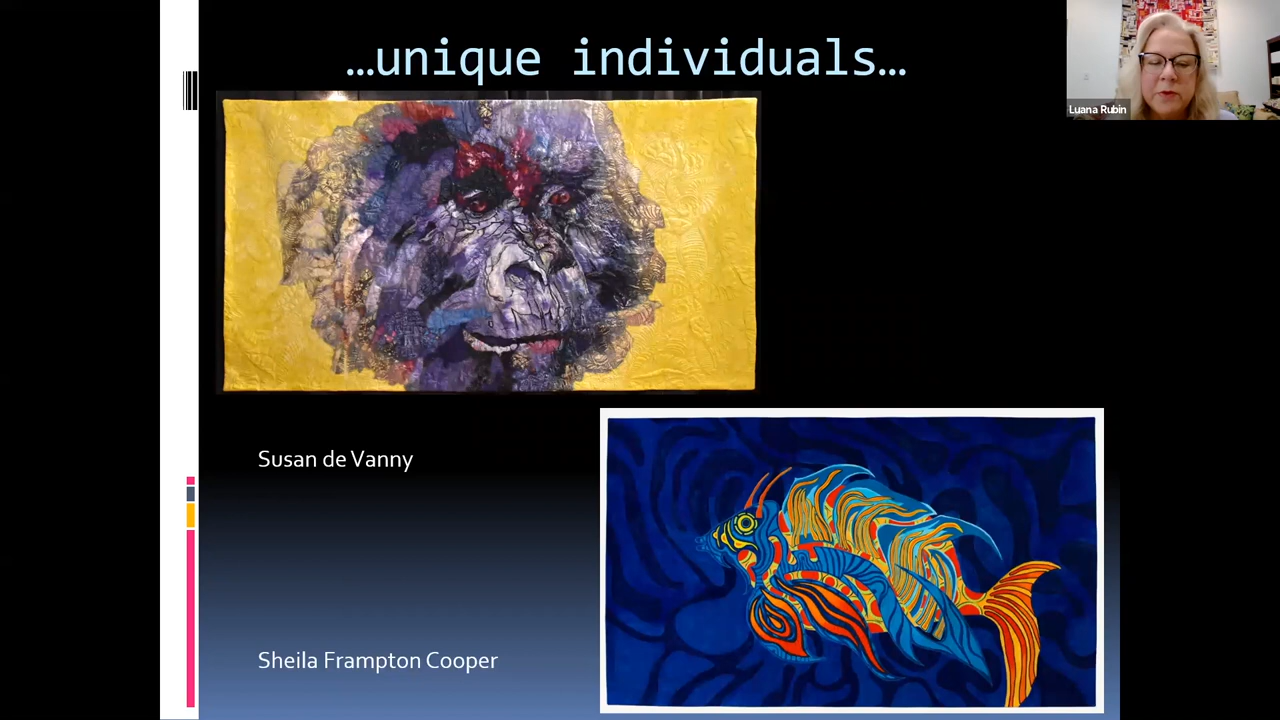 …unique individuals…
Luana Rubin
Susan de Vanny
Sheila Frampton Cooper